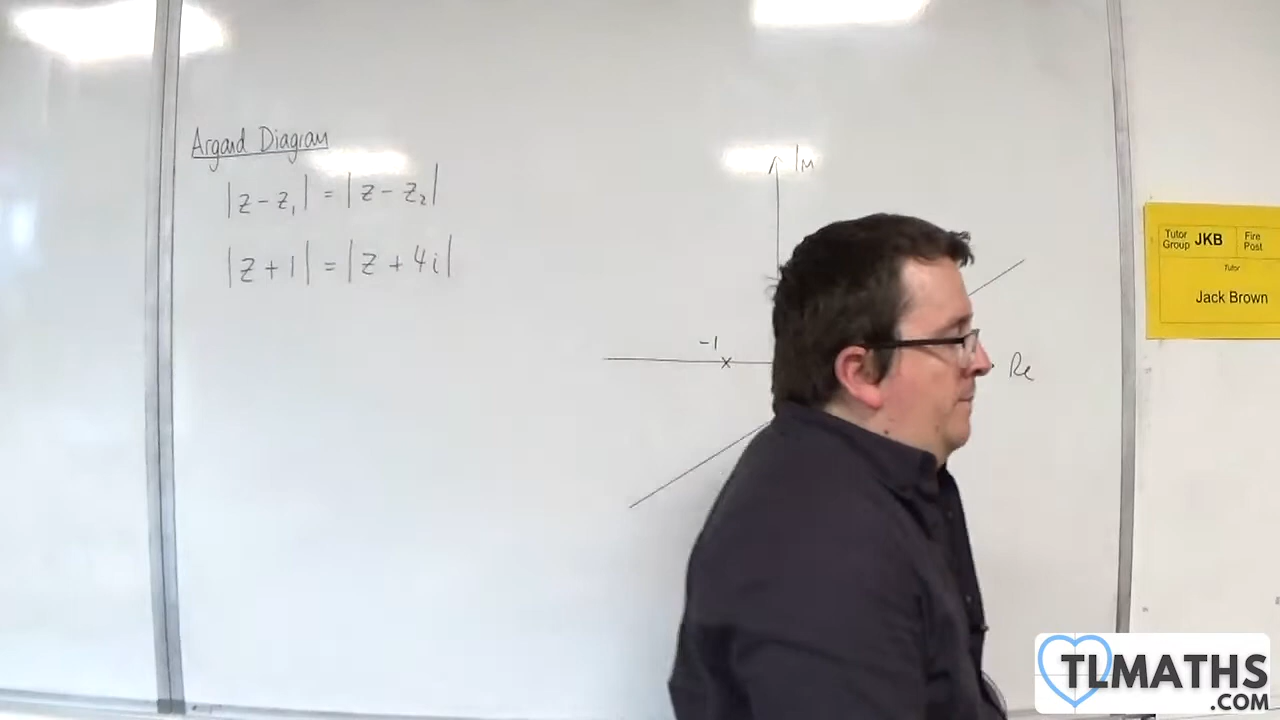 Argand Diagram
|z - z₁| = |z - z₂|
|z + 1| = |z + 4i|
Im
-1
Re
Tutor Group JKB
Fire Post
Tutor
Jack Brown
TLMATHS
.COM